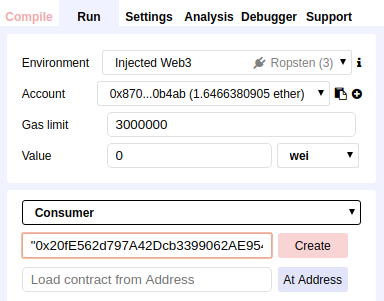 Compile Run Settings Analysis Debugger Support
Environment Injected Web3 Ropsten (3) i
Account 0x870...0b4ab (1.6466380905 ether)
Gas limit 3000000
Value 0 wei
Consumer
"0x20fE562d797A42Dcb3399062AE954 Create
Load contract from Address At Address